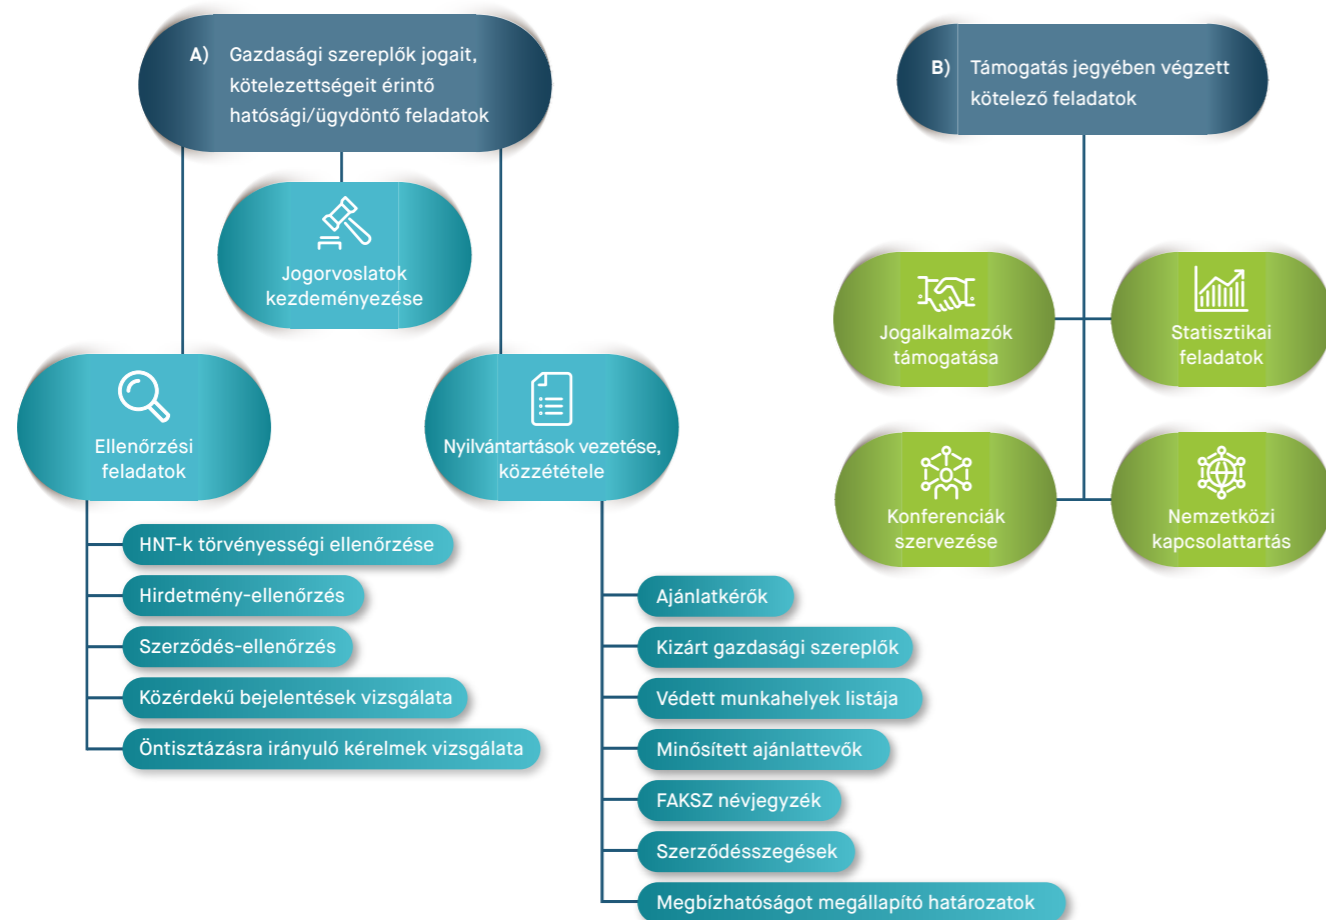 A) Gazdasági szereplők jogait,
kötelezettségeit érintő
hatósági/ügydöntő feladatok
Jogorvoslatok
kezdeményezése
Ellenőrzési
feladatok
HNT-k törvényességi ellenőrzése
Hirdetmény-ellenőrzés
Szerződés-ellenőrzés
Közérdekű bejelentések vizsgálata
Öntisztázásra irányuló kérelmek vizsgálata
Nyilvántartások vezetése,
közzététele
Ajánlatkérők
Kizárt gazdasági szereplők
Védett munkahelyek listája
Minősített ajánlattevők
FAKSZ névjegyzék
Szerződésszegések
Megbízhatóságot megállapító határozatok
B) Támogatás jegyében végzett
kötelező feladatok
Jogalkalmazók
támogatása
Statisztikai
feladatok
Konferenciák
szervezése
Nemzetközi
kapcsolattartás